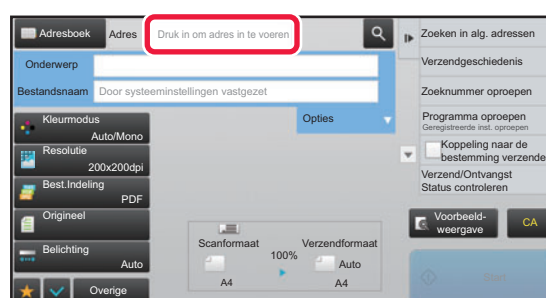 Adresboek
Adres
Druk in om adres in te voeren
Onderwerp
Bestandsnaam
Door systeeminstellingen vastgezet
Opties
Kleurmodus
Auto/Mono
Resolutie
200x200dpi
Best.Indeling
PDF
Origineel
Belichting
Auto
Overige
Scanformaat
A4
100%
Verzendformaat
Auto
A4
Zoeken in alg. adressen
Verzendgeschiedenis
Zoeknummer oproepen
Programma oproepen
Geregistreerde inst. oproepen
Koppeling naar de
bestemming verzende
Verzend/Ontvangst
Status controleren
Voorbeeld-
weergave
CA
Start